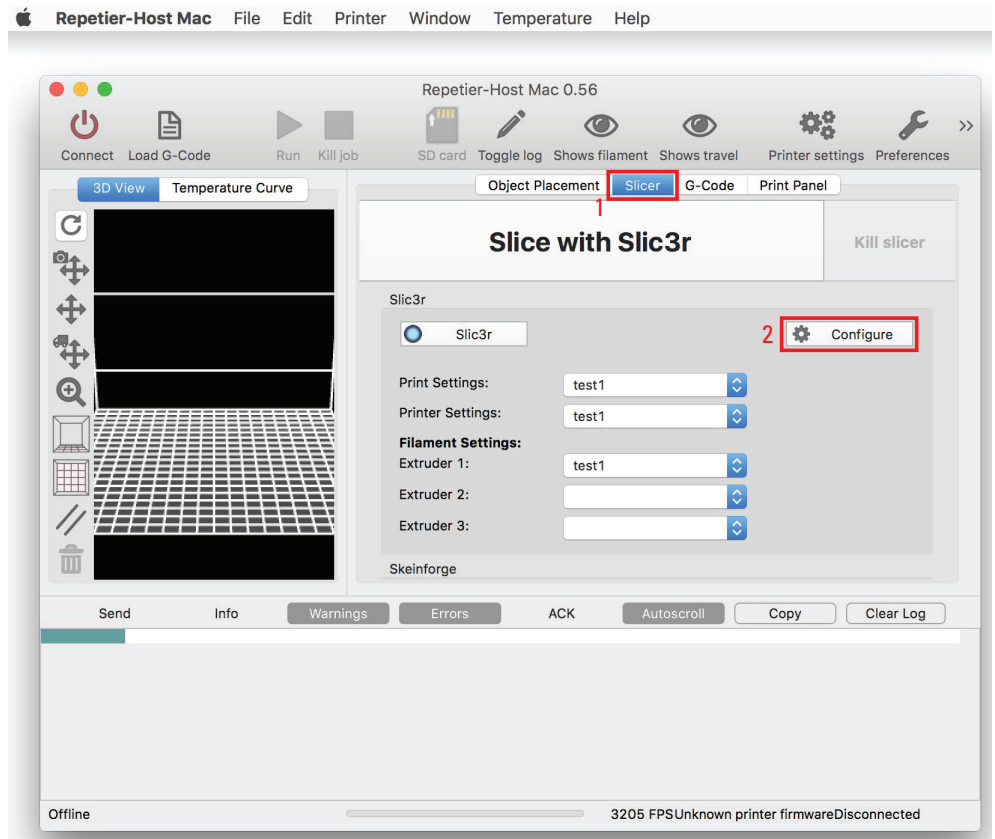 Repetier-Host Mac File Edit Printer Window Temperature Help
Repetier-Host Mac 0.56
Connect Load G-Code Run Kill job SD card Toggle log Shows filament Shows travel Printer settings Preferences
3D View Temperature Curve
Object Placement Slicer G-Code Print Panel
1
Slice with Slic3r Kill slicer
Slic3r
Slic3r 2 Configure
Print Settings: test1
Printer Settings: test1
Filament Settings:
Extruder 1: test1
Extruder 2:
Extruder 3:
Skeinforge
Send Info Warnings Errors ACK Autoscroll Copy Clear Log
Offline 3205 FPSUnknown printer firmwareDisconnected